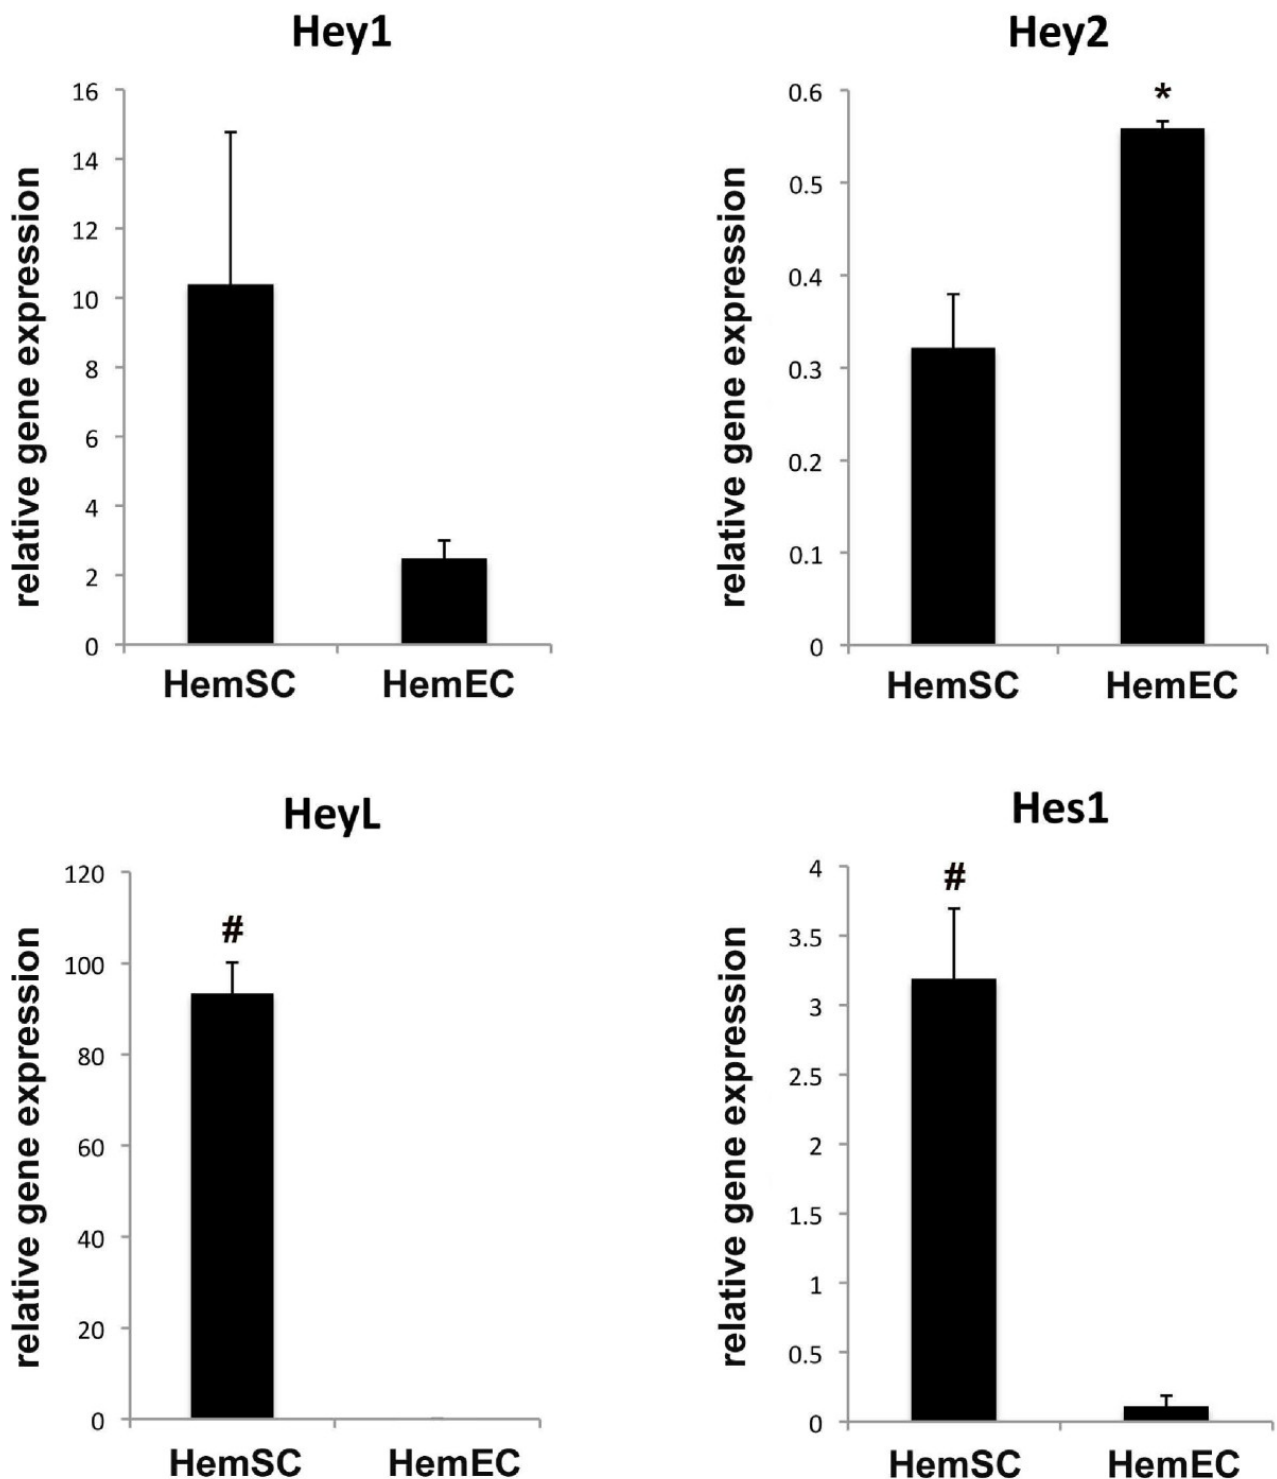 Hey1
16
14
12
10
8
6
4
2
0
relative gene expression
HemSC HemEC
Hey2
*
0.6
0.5
0.4
0.3
0.2
0.1
0
relative gene expression
HemSC HemEC
HeyL
#
120
100
80
60
40
20
0
relative gene expression
HemSC HemEC
Hes1
#
4
3.5
3
2.5
2
1.5
1
0.5
0
relative gene expression
HemSC HemEC